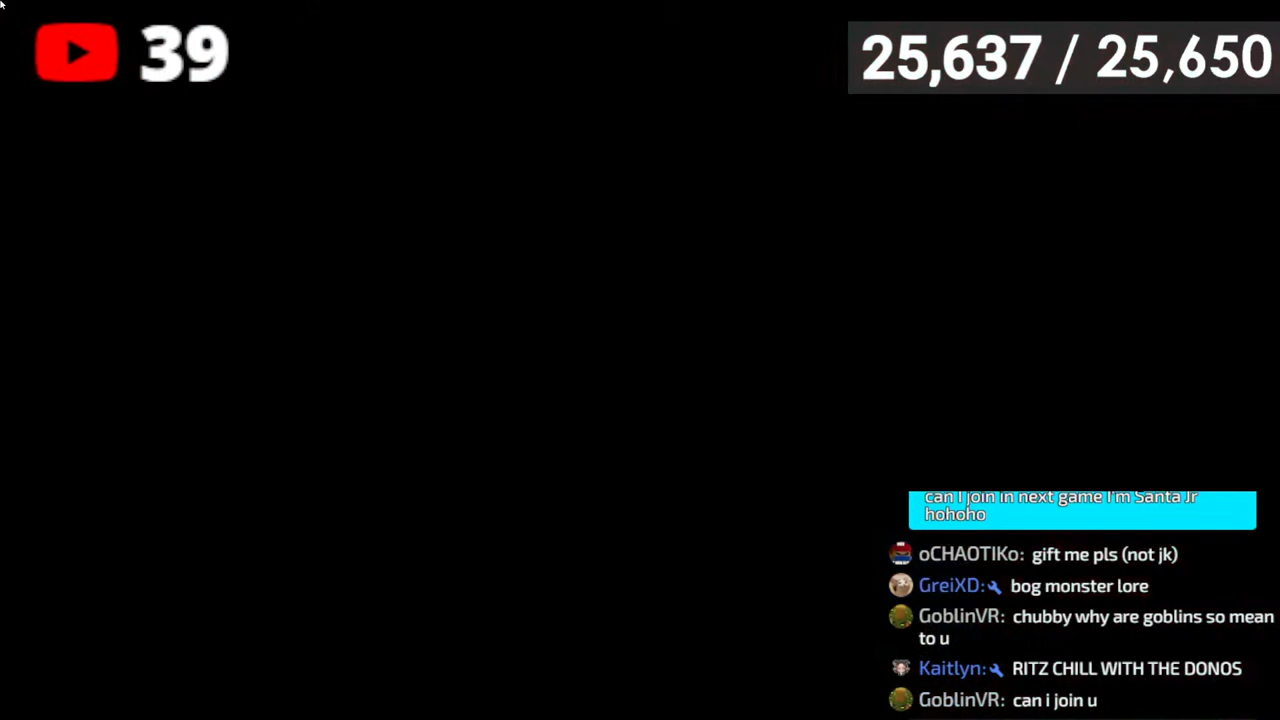 39
25,637 / 25,650
can I join in next game I'm Santa Jr
hohoho
oCHAOTIKo: gift me pls (not jk)
GreiXD: bog monster lore
GoblinVR: chubby why are goblins so mean
to u
Kaitlyn: RITZ CHILL WITH THE DONOS
GoblinVR: can i join u